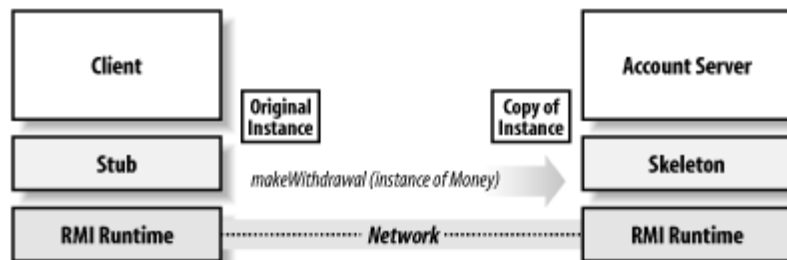 Client
Account Server
Original
Instance
Copy of
Instance
Stub
makeWithdrawal (instance of Money)
Skeleton
RMI Runtime
Network
RMI Runtime